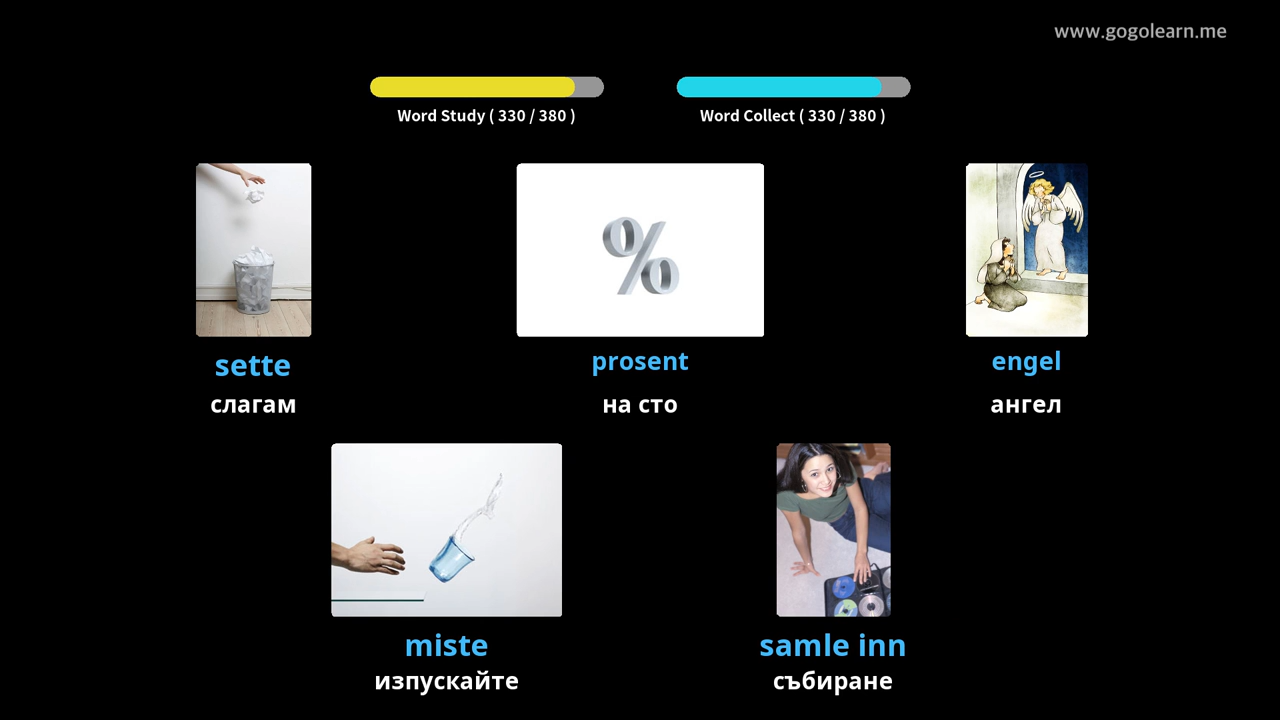 www.gogolearn.me
Word Study ( 330 / 380 )
Word Collect ( 330 / 380 )
%
sette
слагам
prosent
на сто
engel
ангел
miste
изпускайте
samle inn
събиране